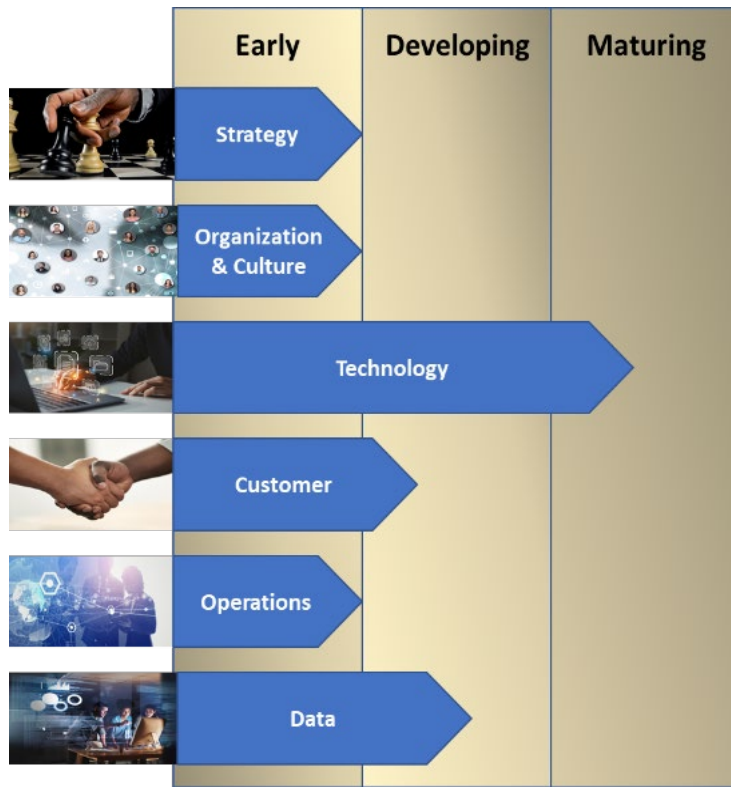 Early Developing Maturing
Strategy
Organization
& Culture
Technology
Customer
Operations
Data